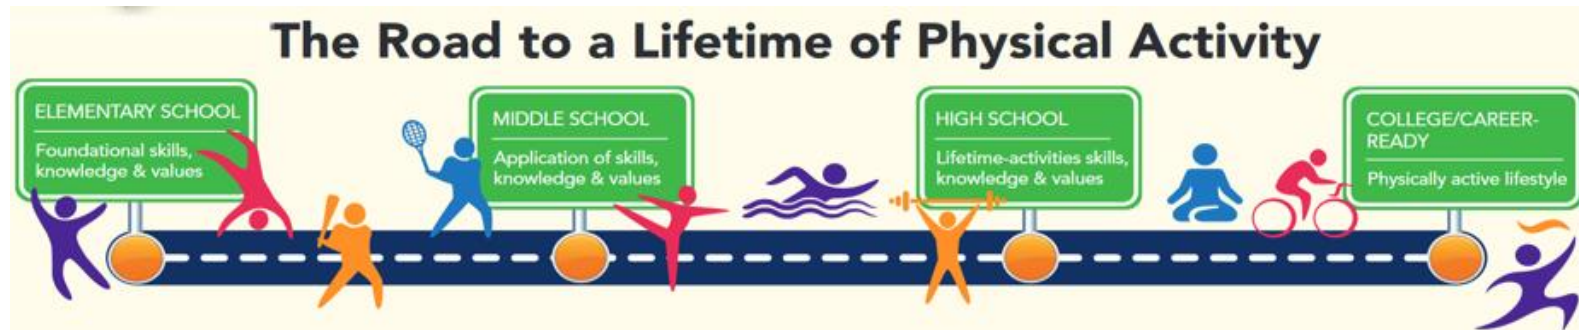 The Road to a Lifetime of Physical Activity
ELEMENTARY SCHOOL
Foundational skills,
knowledge & values
MIDDLE SCHOOL
Application of skills,
knowledge & values
HIGH SCHOOL
Lifetime-activities skills,
knowledge & values
COLLEGE/CAREER-
READY
Physically active lifestyle